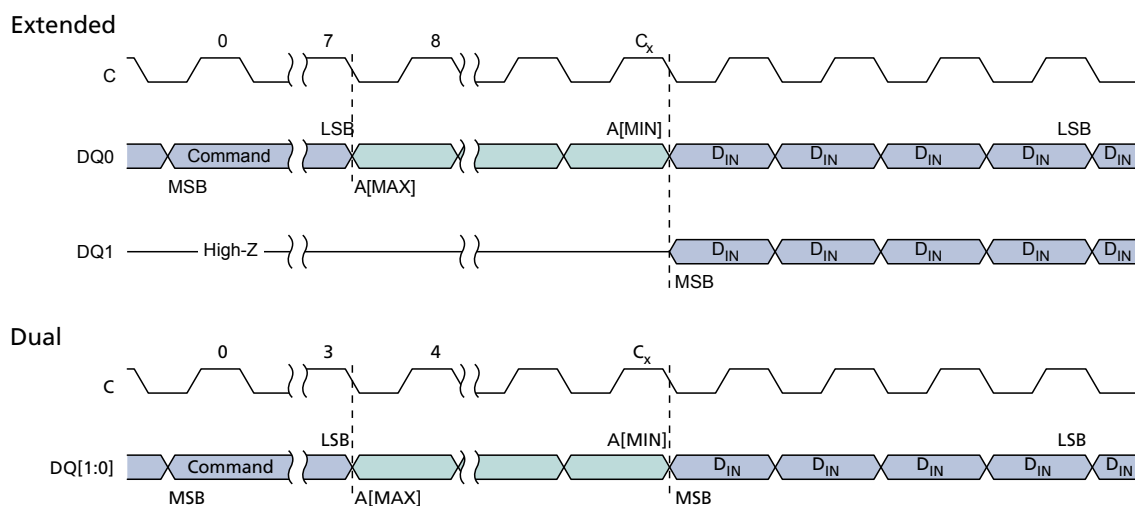 Extended
0 7 8 Cx
C
LSB A[MIN] LSB
DQ0 Command DIN DIN DIN DIN DIN
MSB A[MAX]
DQ1 High-Z DIN DIN DIN DIN DIN
MSB
Dual
0 3 4 Cx
C
LSB A[MIN] LSB
DQ[1:0] Command DIN DIN DIN DIN DIN
MSB A[MAX] MSB